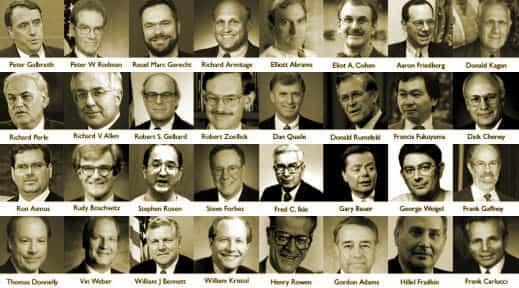 Peter Galbraith Peter W Rodman Reuel Marc Gerecht Richard Armitage Elliott Abrams Eliot A. Cohen Aaron Friedberg Donald Kagan
Richard Perle Richard V Allen Robert S. Gelbard Robert Zoellick Dan Quale Donald Rumsfeld Francis Fukuyama Dick Cheney
Ron Asmus Rudy Boschwitz Stephen Rosen Steve Forbes Fred C. Ikle Gary Bauer George Weigel Frank Gaffney
Thomas Donnelly Vin Weber William J Bennett William Kristol Henry Rowen Gordon Adams Hillel Fradkin Frank Carlucci